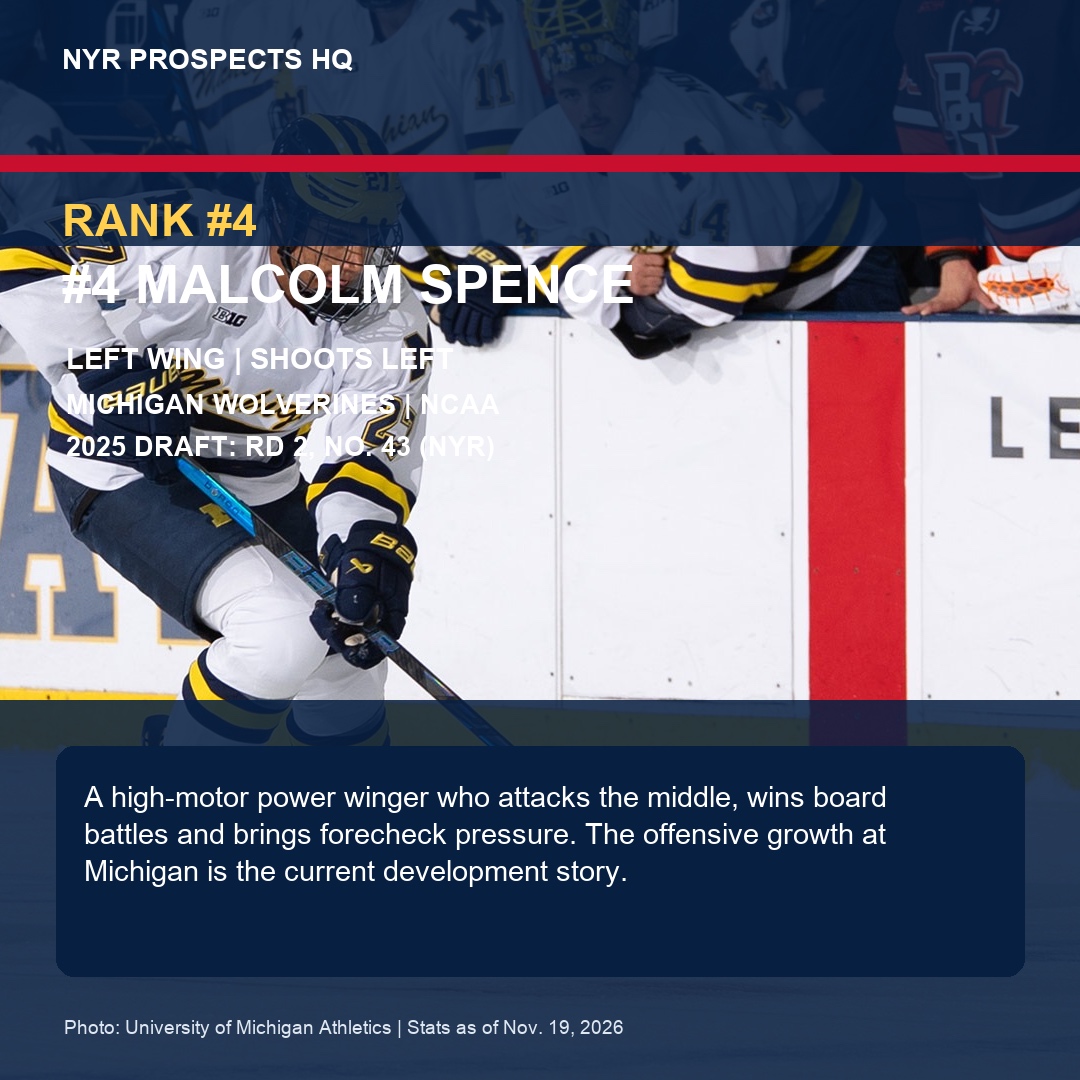 NYR PROSPECTS HQ
11
RANK #4
#4 MALCOLM SPENCE
B1G
LEFT WING | SHOOTS LEFT
MICHIGAN WOLVERINES | NCAA
2025 DRAFT: RD 2, NO. 43 (NYR)
LE
A high-motor power winger who attacks the middle, wins board
battles and brings forecheck pressure. The offensive growth at
Michigan is the current development story.
Photo: University of Michigan Athletics | Stats as of Nov. 19, 2026